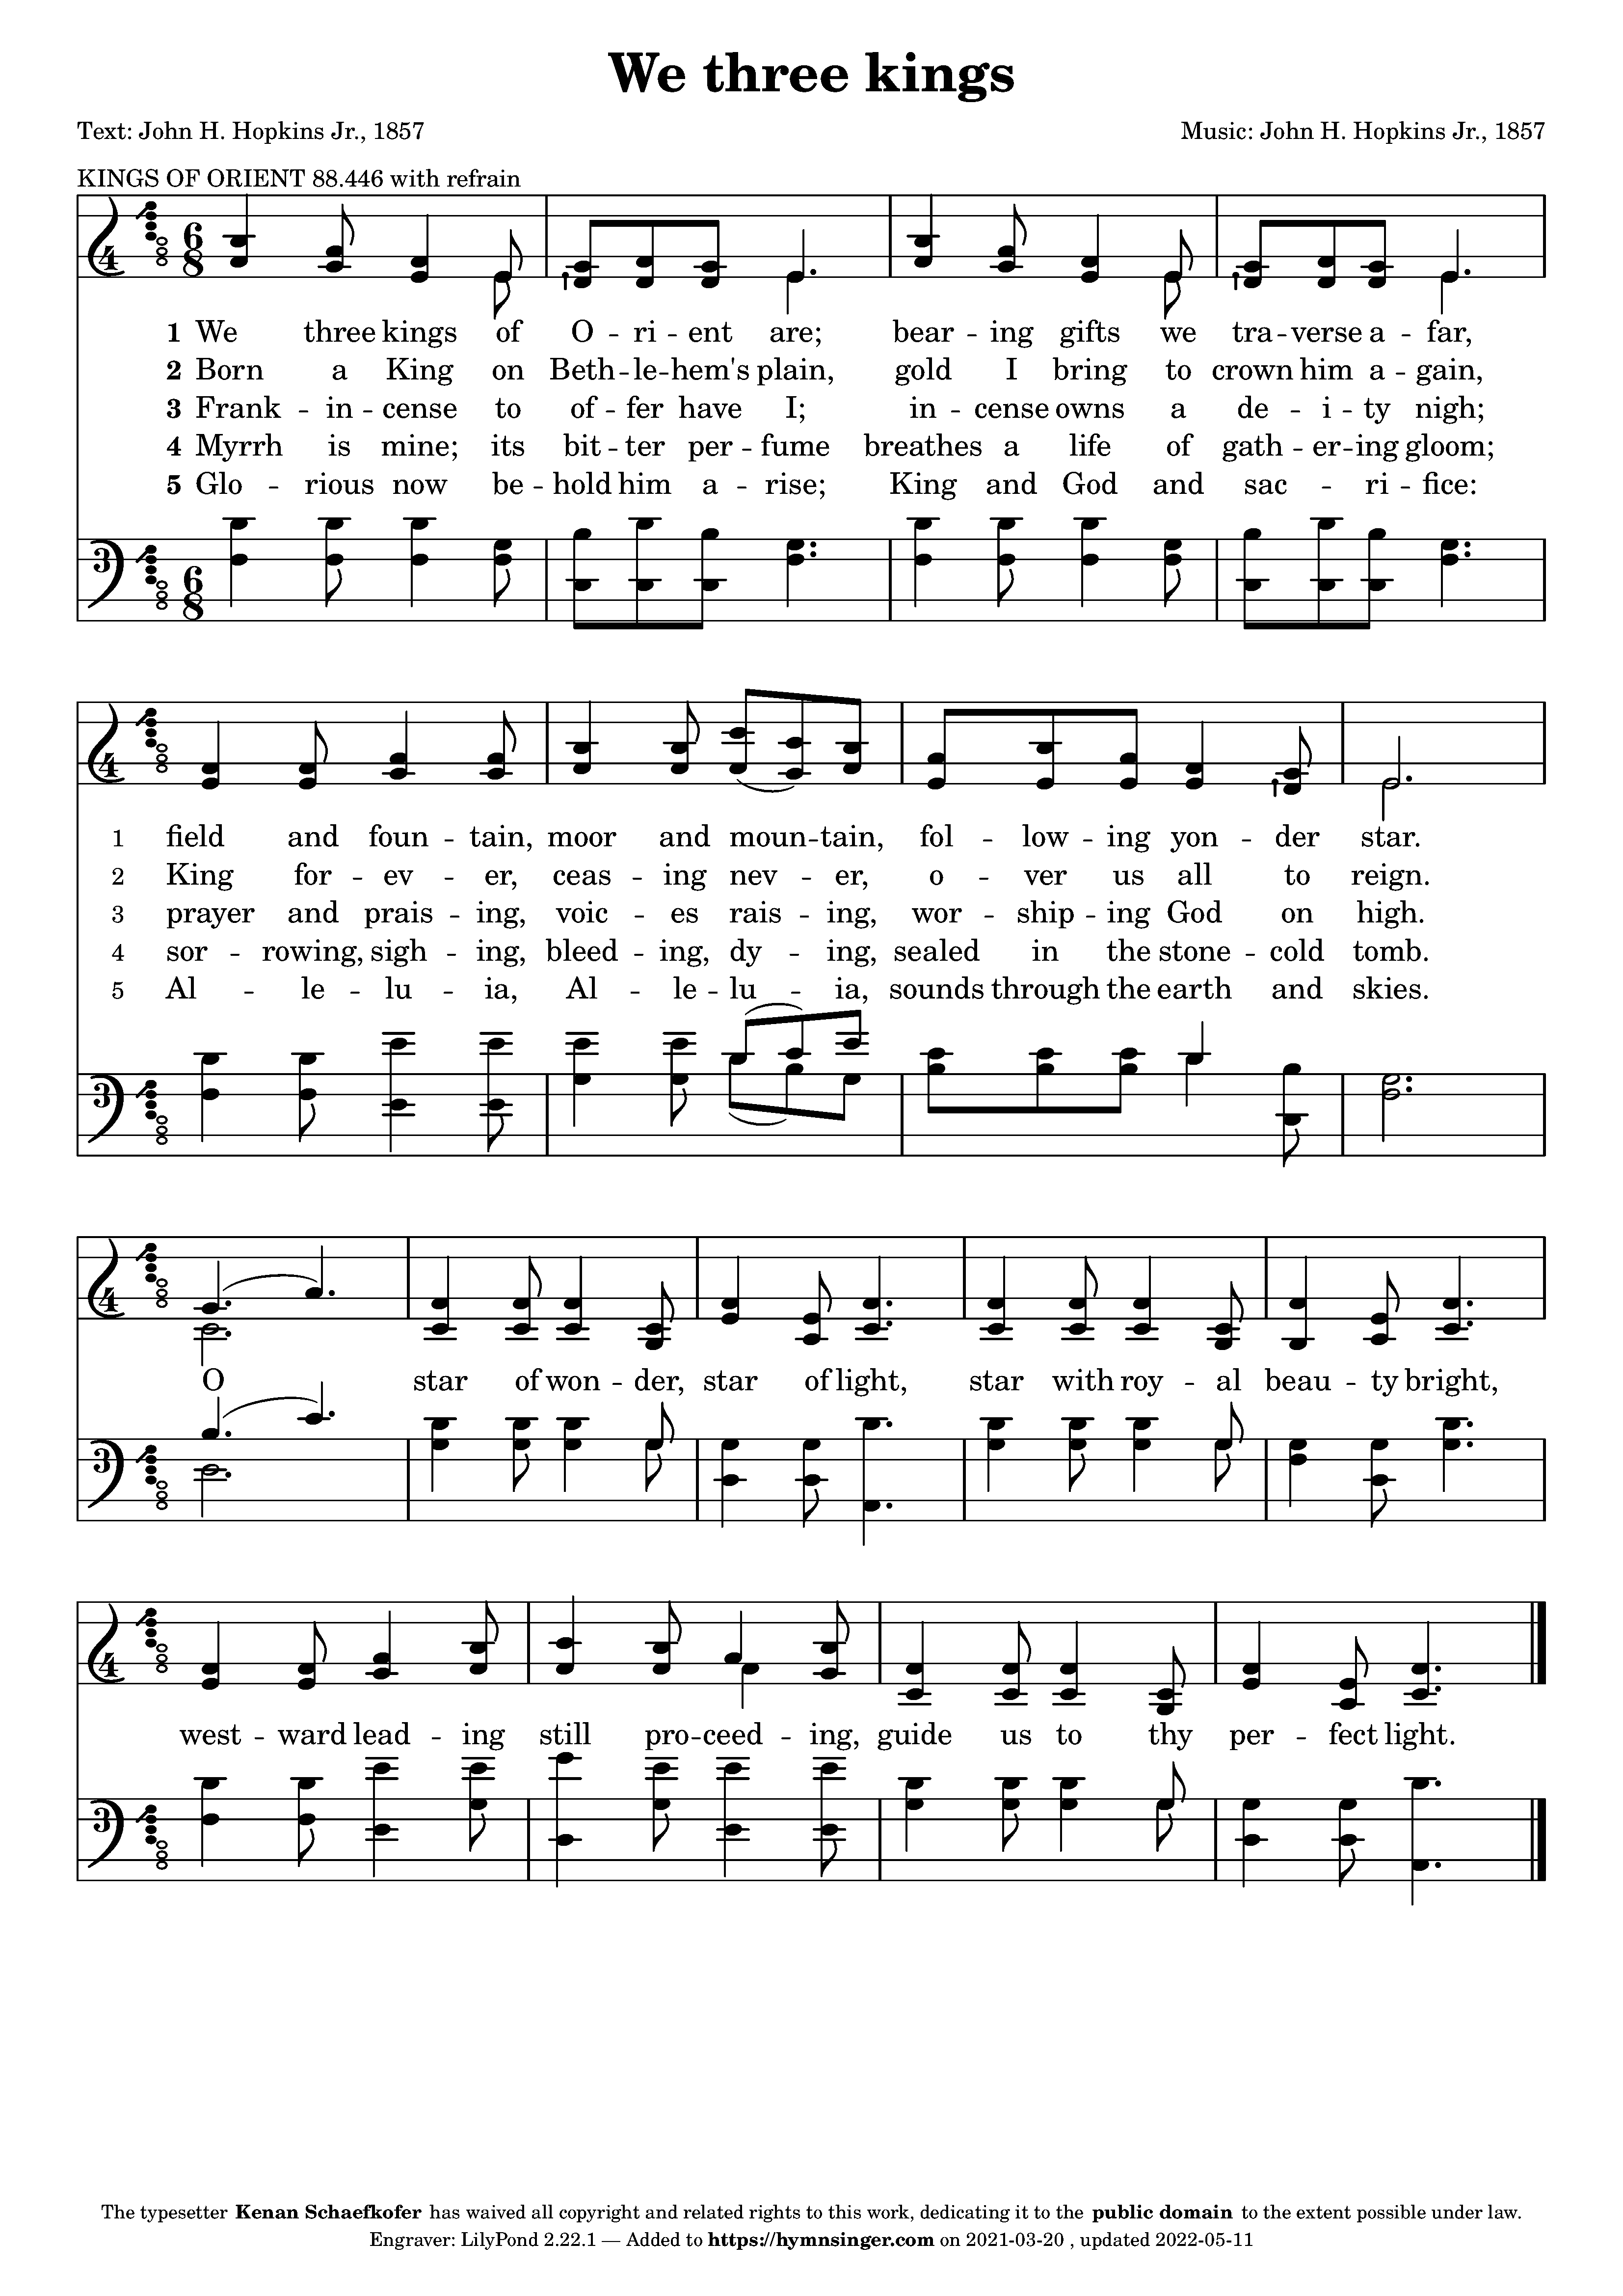 We three kings
Text: John H. Hopkins Jr., 1857
Music: John H. Hopkins Jr., 1857
KINGS OF ORIENT 88.446 with refrain
4 6 8
1 We three kings of O -- ri -- ent are; bear -- ing gifts we tra -- verse a -- far,
2 Born a King on Beth -- le -- hem's plain, gold I bring to crown him a -- gain,
3 Frank -- in -- cense to of -- fer have I; in -- cense owns a de -- i -- ty nigh;
4 Myrrh is mine; its bit -- ter per -- fume breathes a life of gath -- er -- ing gloom;
5 Glo -- rious now be -- hold him a -- rise; King and God and sac -- ri -- fice:
3 6 8
4
1 field and foun -- tain, moor and moun -- tain, fol -- low -- ing yon -- der star.
2 King for -- ev -- er, ceas -- ing nev -- er, o -- ver us all to reign.
3 prayer and prais -- ing, voic -- es rais -- ing, wor -- ship -- ing God on high.
4 sor -- rowing, sigh -- ing, bleed -- ing, dy -- ing, sealed in the stone -- cold tomb.
5 Al -- le -- lu -- ia, Al -- le -- lu -- ia, sounds through the earth and skies.
3
4
O star of won -- der, star of light, star with roy -- al beau -- ty bright,
3
4
west -- ward lead -- ing still pro -- ceed -- ing, guide us to thy per -- fect light.
3
The typesetter Kenan Schaefkofer has waived all copyright and related rights to this work, dedicating it to the public domain to the extent possible under law.
Engraver: LilyPond 2.22.1 — Added to https://hymnsinger.com on 2021-03-20 , updated 2022-05-11